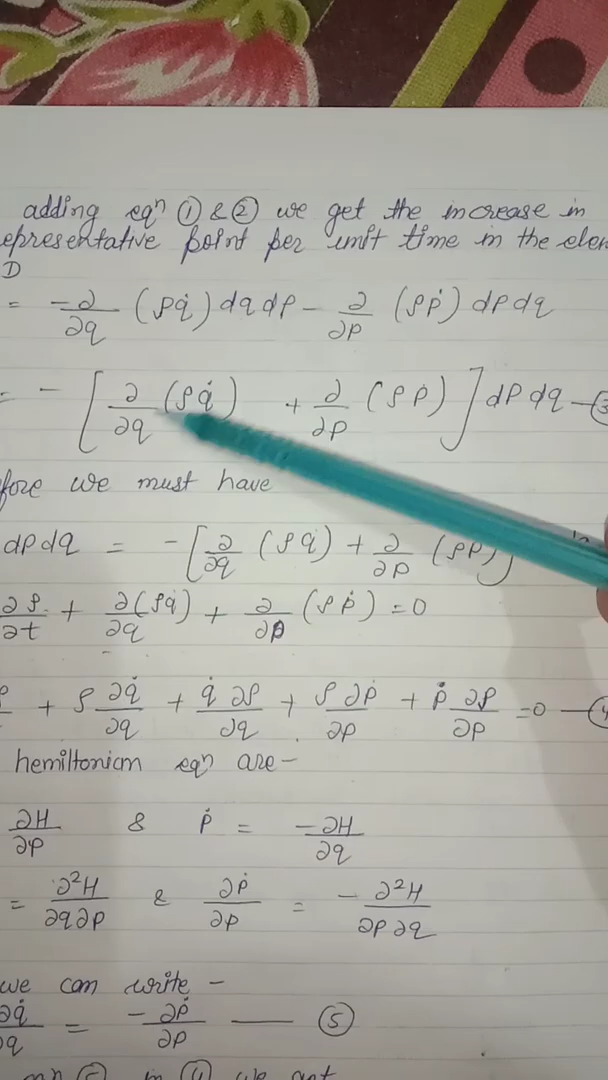 adding eqⁿ ① & ② we get the increase in
epresentative point per unit time in the elem
D
= -∂/∂q (ρq̇) dq dp - ∂/∂p (ρṗ) dp dq
= - [∂/∂q (ρq̇) + ∂/∂p (ρṗ)] dp dq —③
fore we must have
dp dq = -[∂/∂q (ρq̇) + ∂/∂p (ρṗ)]
∂ρ/∂t + ∂(ρq̇)/∂q + ∂/∂p (ρṗ) = 0
+ ρ ∂q̇/∂q + q̇ ∂ρ/∂q + ρ ∂ṗ/∂p + ṗ ∂ρ/∂p = 0 —④
hemiltonicm eqⁿ are -
∂H/∂p & ṗ = -∂H/∂q
= ∂²H/∂q∂p & ∂ṗ/∂p = - ∂²H/∂p∂q
we can write -
∂q̇/∂q = -∂ṗ/∂p —⑤